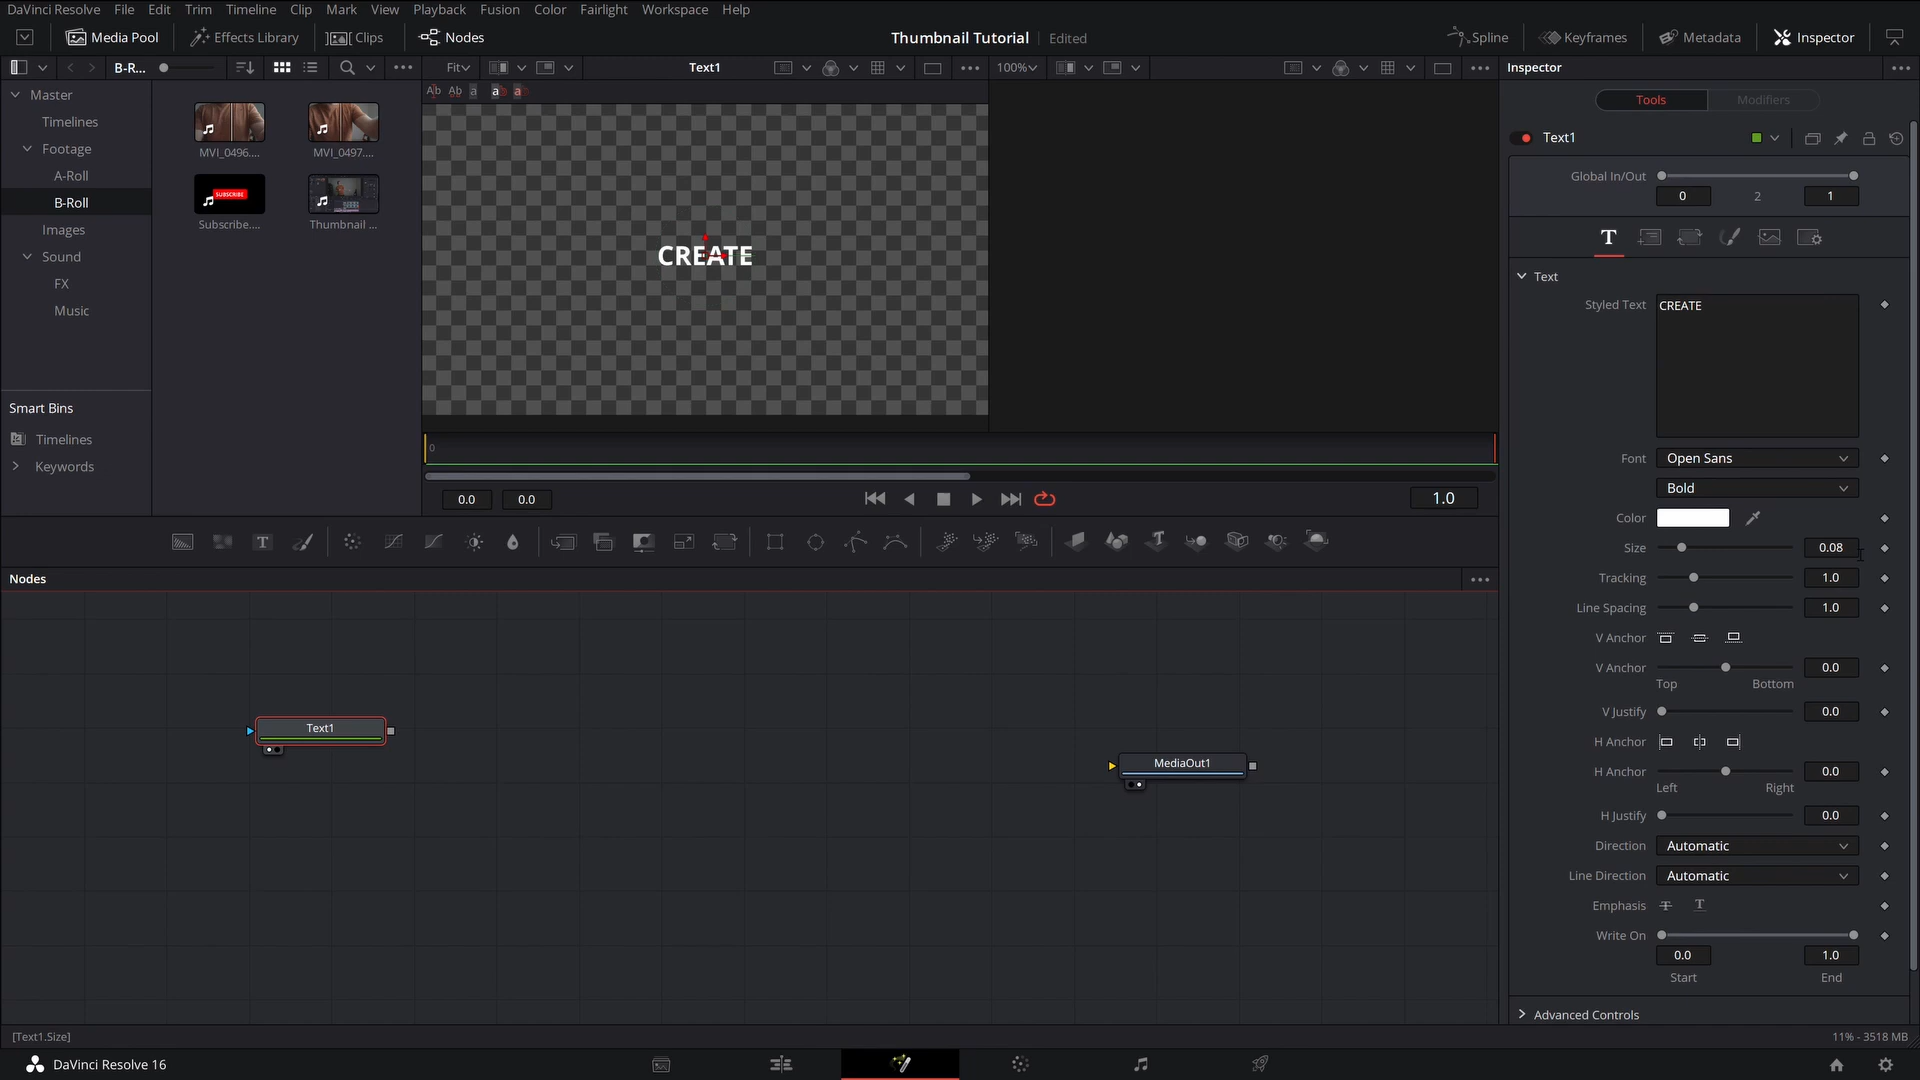 DaVinci Resolve File Edit Trim Timeline Clip Mark View Playback Fusion Color Fairlight Workspace Help
Media Pool Effects Library Clips Nodes Thumbnail Tutorial Edited Spline Keyframes Metadata Inspector
B-R... Fit Text1 100% Inspector
Ab Ab a a a
Tools Modifiers
Master
Timelines
Footage
A-Roll
B-Roll
Images
Sound
FX
Music
Smart Bins
Timelines
Keywords
MVI_0496.... MVI_0497....
SUBSCRIBE
Subscribe.... Thumbnail ...
CREATE
0
0.0 0.0 1.0
Nodes
Text1
MediaOut1
Text1
Global In/Out
0 2 1
T
Text
Styled Text CREATE
Font Open Sans
Bold
Color
Size 0.08
Tracking 1.0
Line Spacing 1.0
V Anchor
V Anchor 0.0
Top Bottom
V Justify 0.0
H Anchor
H Anchor 0.0
Left Right
H Justify 0.0
Direction Automatic
Line Direction Automatic
Emphasis T T
Write On
0.0 1.0
Start End
Advanced Controls
[Text1.Size] 11% - 3518 MB
DaVinci Resolve 16